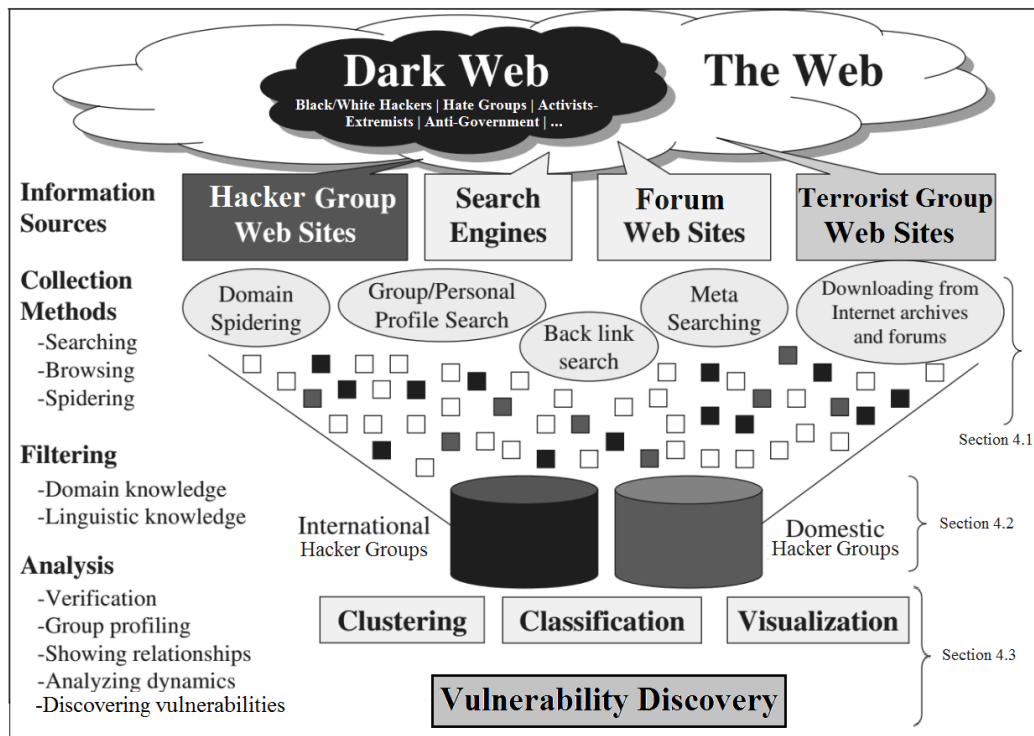 Dark Web
The Web
Black/White Hackers | Hate Groups | Activists-
Extremists | Anti-Government | ...
Information
Sources
Hacker Group
Web Sites
Search
Engines
Forum
Web Sites
Terrorist Group
Web Sites
Collection
Methods
-Searching
-Browsing
-Spidering
Domain
Spidering
Group/Personal
Profile Search
Back link
search
Meta
Searching
Downloading from
Internet archives
and forums
Section 4.1
Filtering
-Domain knowledge
-Linguistic knowledge
International
Hacker Groups
Domestic
Hacker Groups
Section 4.2
Analysis
-Verification
-Group profiling
-Showing relationships
-Analyzing dynamics
-Discovering vulnerabilities
Clustering
Classification
Visualization
Section 4.3
Vulnerability Discovery